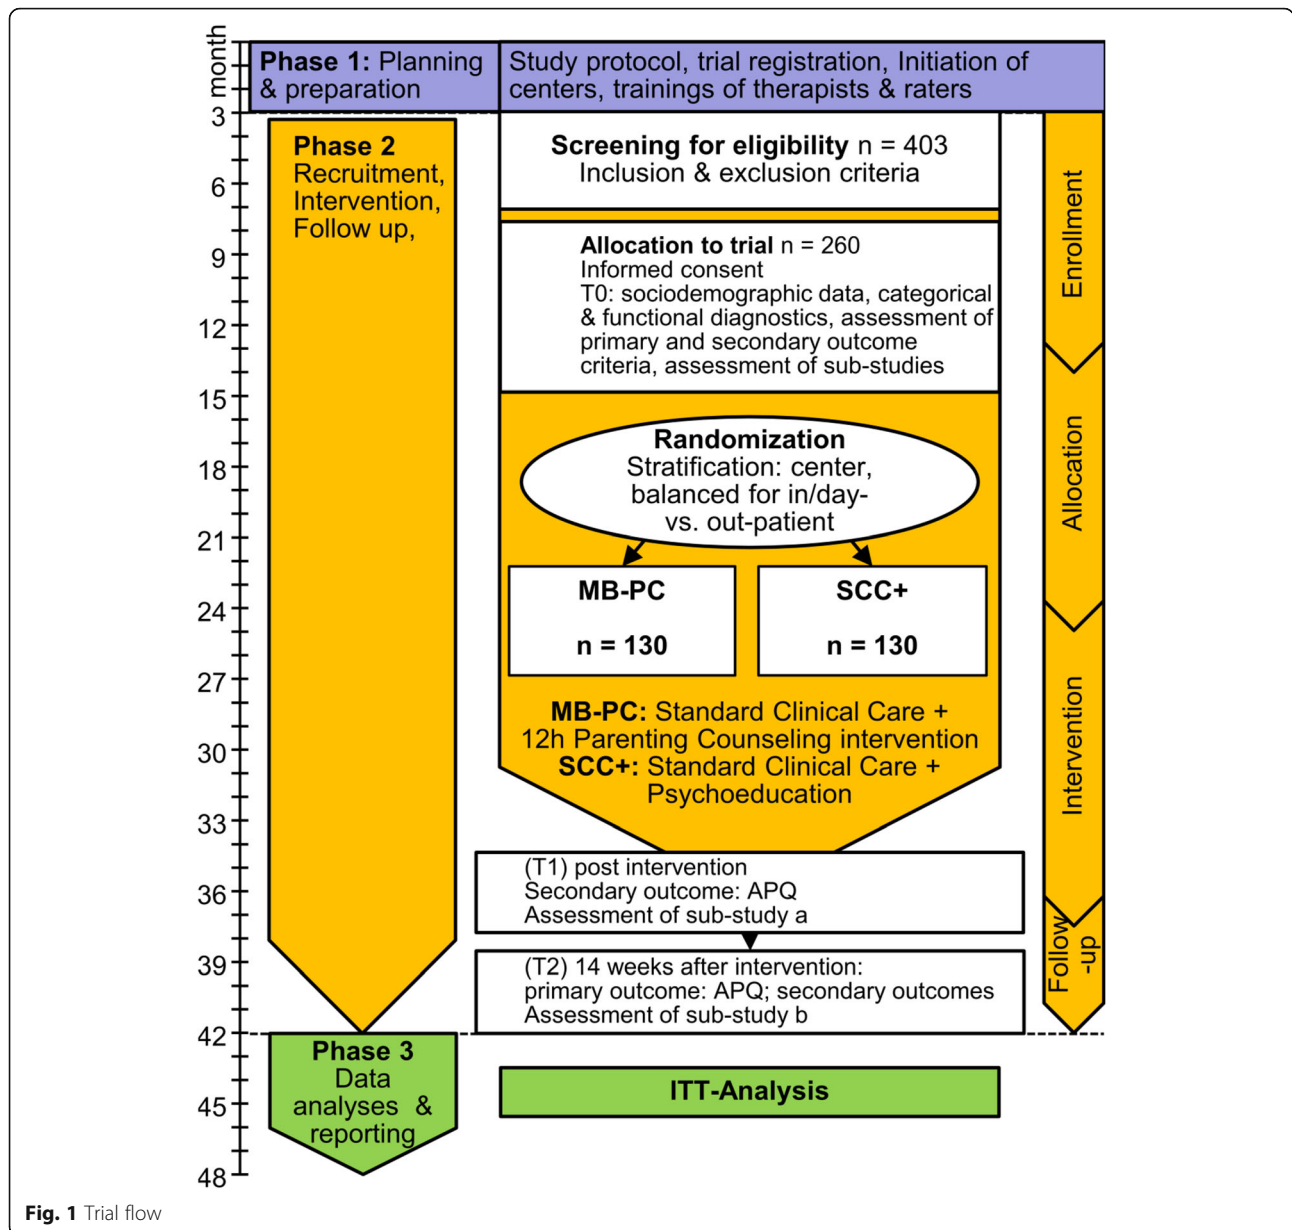 month
Phase 1: Planning
& preparation
Study protocol, trial registration, Initiation of
centers, trainings of therapists & raters
3
6
9
12
15
18
21
24
27
30
33
36
39
42
45
48
Phase 2
Recruitment,
Intervention,
Follow up,
Screening for eligibility n = 403
Inclusion & exclusion criteria
Allocation to trial n = 260
Informed consent
T0: sociodemographic data, categorical
& functional diagnostics, assessment of
primary and secondary outcome
criteria, assessment of sub-studies
Randomization
Stratification: center,
balanced for in/day-
vs. out-patient
MB-PC
n = 130
SCC+
n = 130
MB-PC: Standard Clinical Care +
12h Parenting Counseling intervention
SCC+: Standard Clinical Care +
Psychoeducation
(T1) post intervention
Secondary outcome: APQ
Assessment of sub-study a
(T2) 14 weeks after intervention:
primary outcome: APQ; secondary outcomes
Assessment of sub-study b
Enrollment
Allocation
Intervention
Follow
-up
Phase 3
Data
analyses &
reporting
ITT-Analysis
Fig. 1 Trial flow